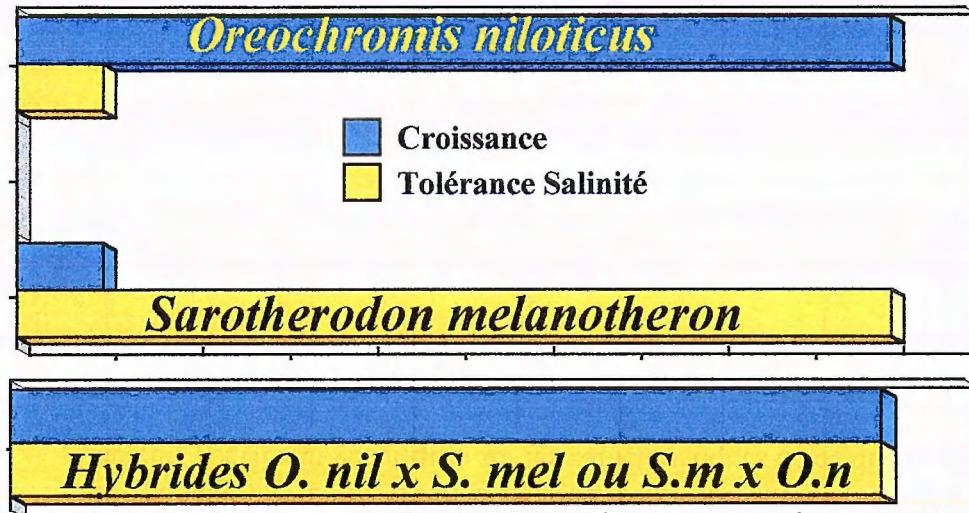 Oreochromis niloticus
Croissance
Tolérance Salinité
Sarotherodon melanotheron
Hybrides O. nil x S. mel ou S.m x O.n